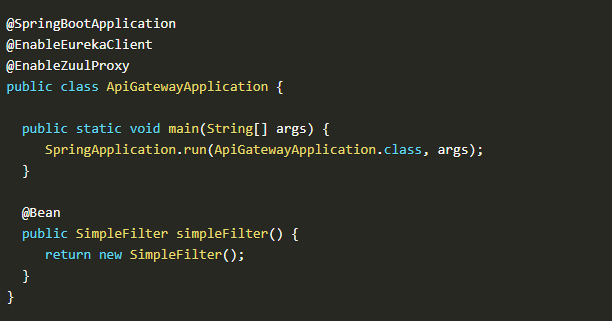 @SpringBootApplication
@EnableEurekaClient
@EnableZuulProxy
public class ApiGatewayApplication {
public static void main(String[] args) {
SpringApplication.run(ApiGatewayApplication.class, args);
}
@Bean
public SimpleFilter simpleFilter() {
return new SimpleFilter();
}
}